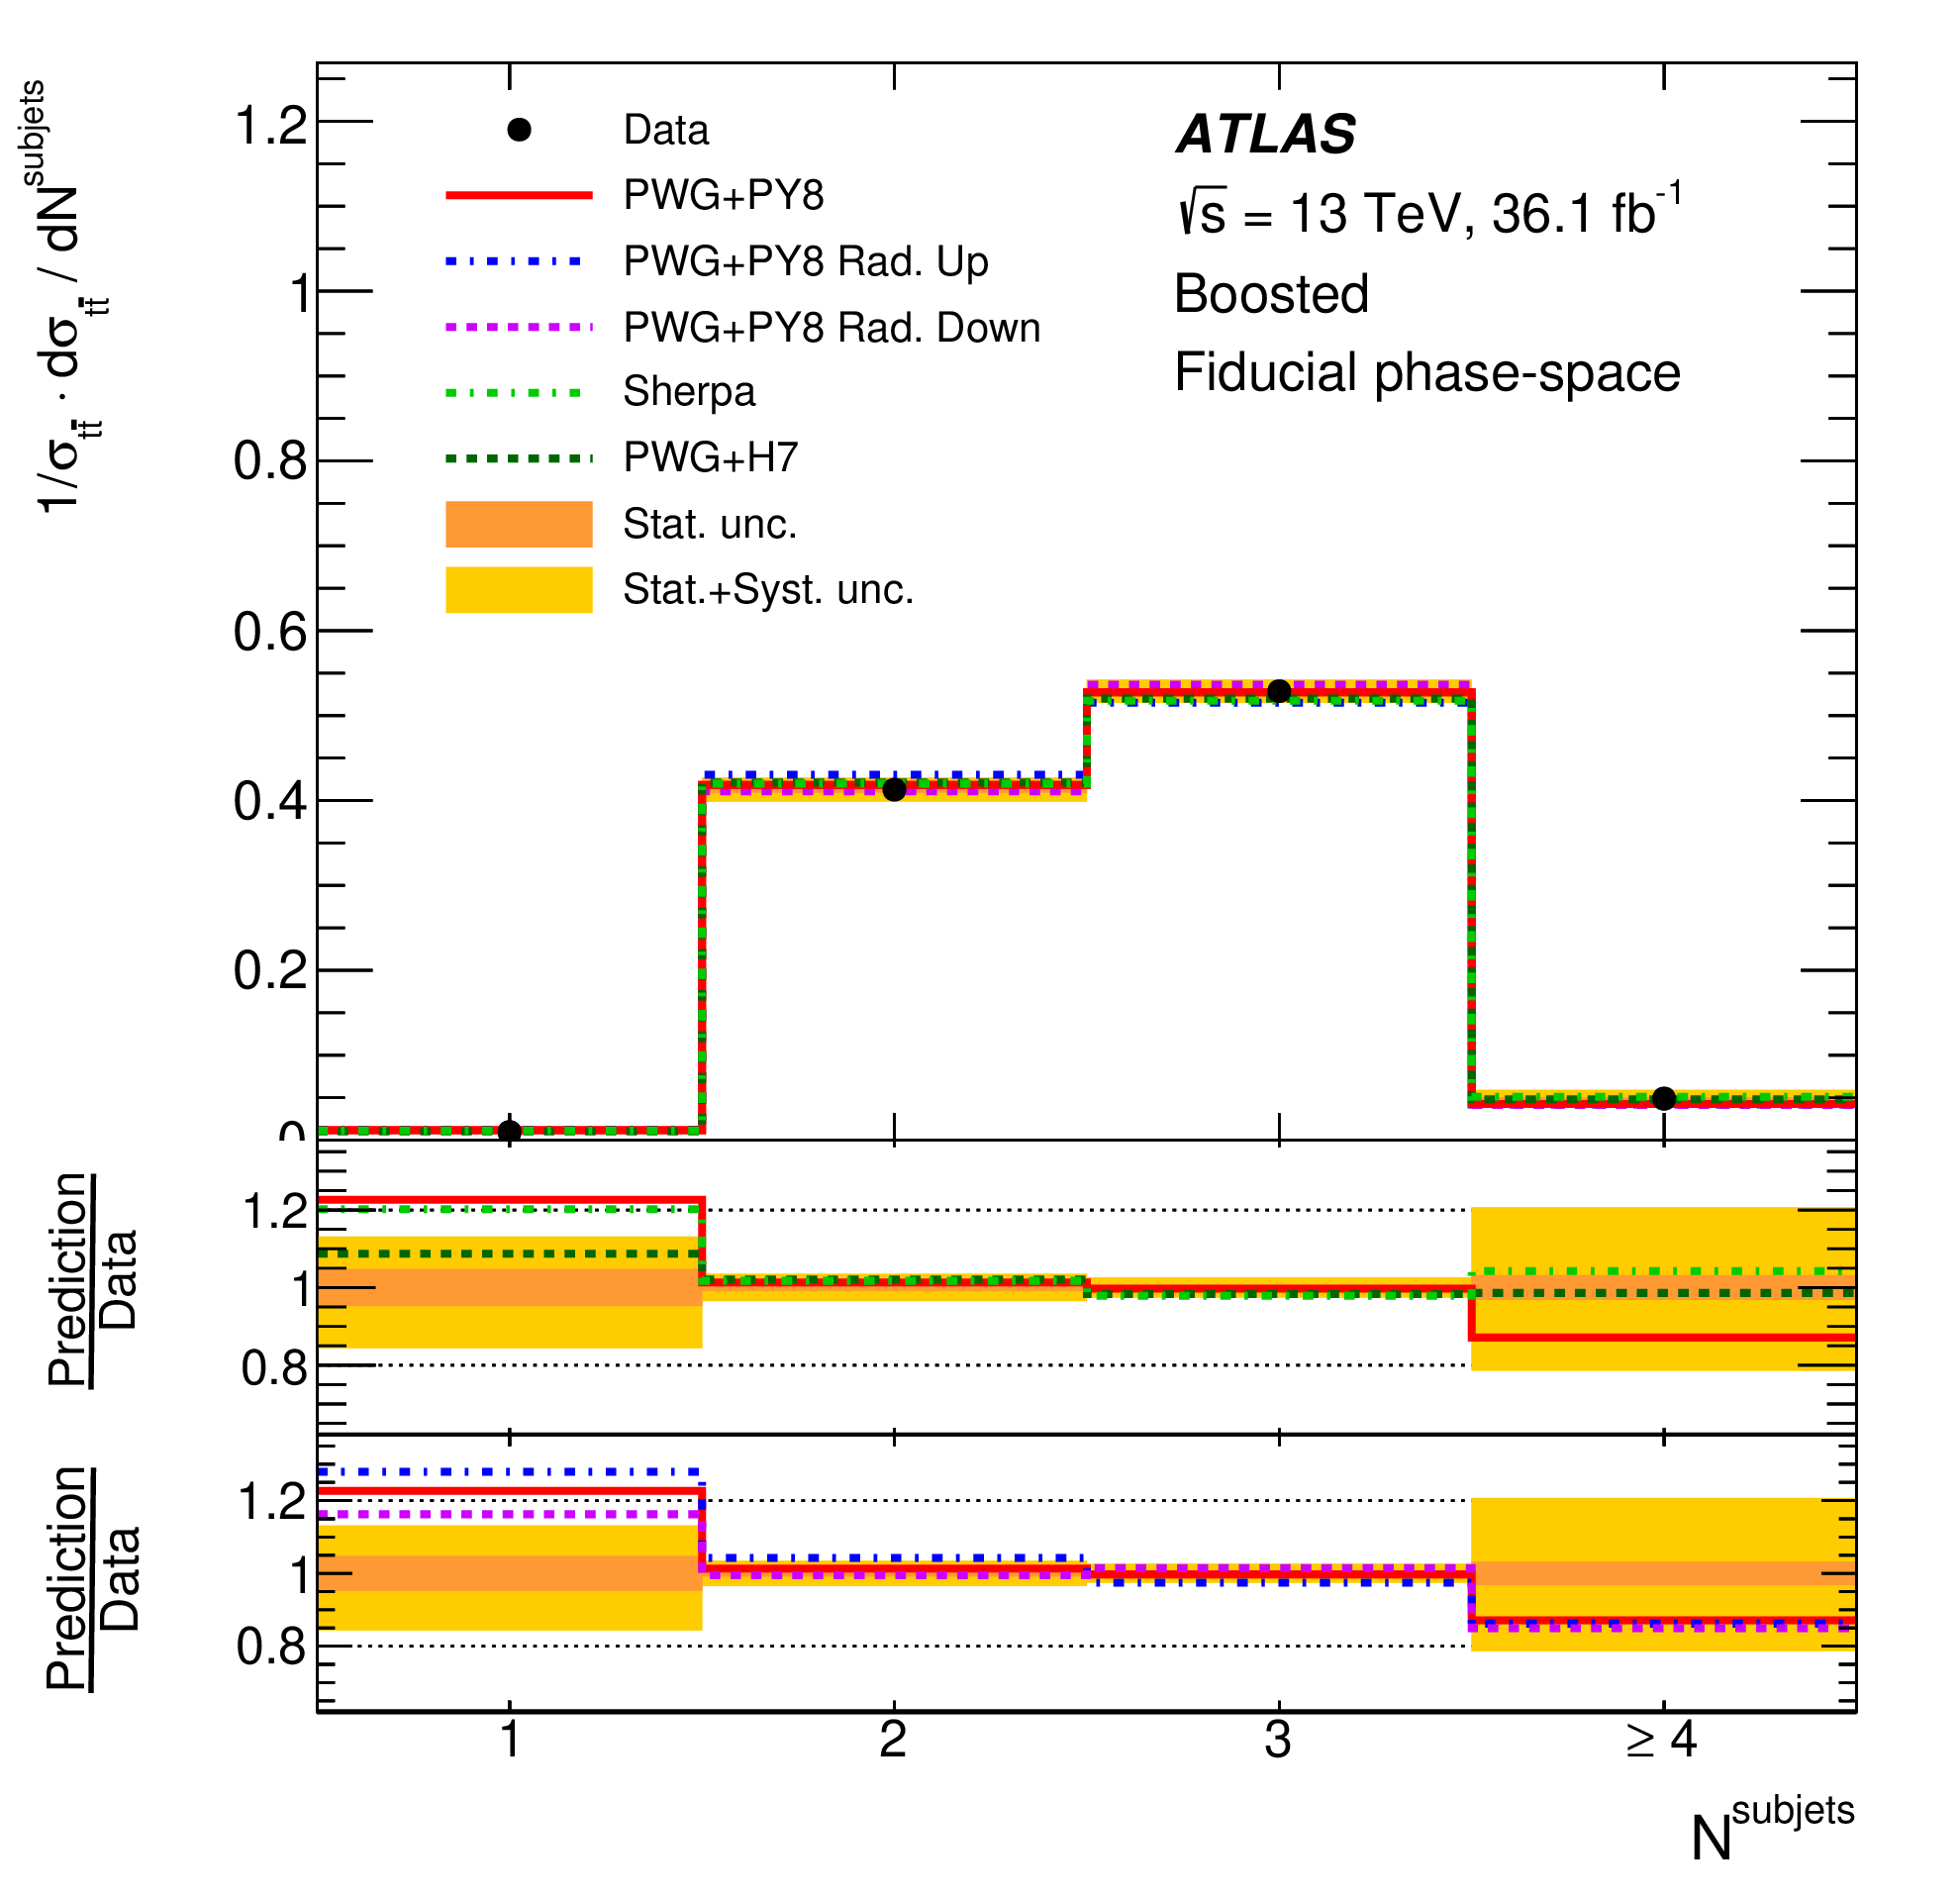 1/σtt̄ · dσtt̄ / dN^subjets
1.2
1
0.8
0.6
0.4
0.2
0
Data
PWG+PY8
PWG+PY8 Rad. Up
PWG+PY8 Rad. Down
Sherpa
PWG+H7
Stat. unc.
Stat.+Syst. unc.
ATLAS
√s = 13 TeV, 36.1 fb⁻¹
Boosted
Fiducial phase-space
Prediction
Data
1.2
1
0.8
Prediction
Data
1.2
1
0.8
1 2 3 ≥ 4
N^subjets